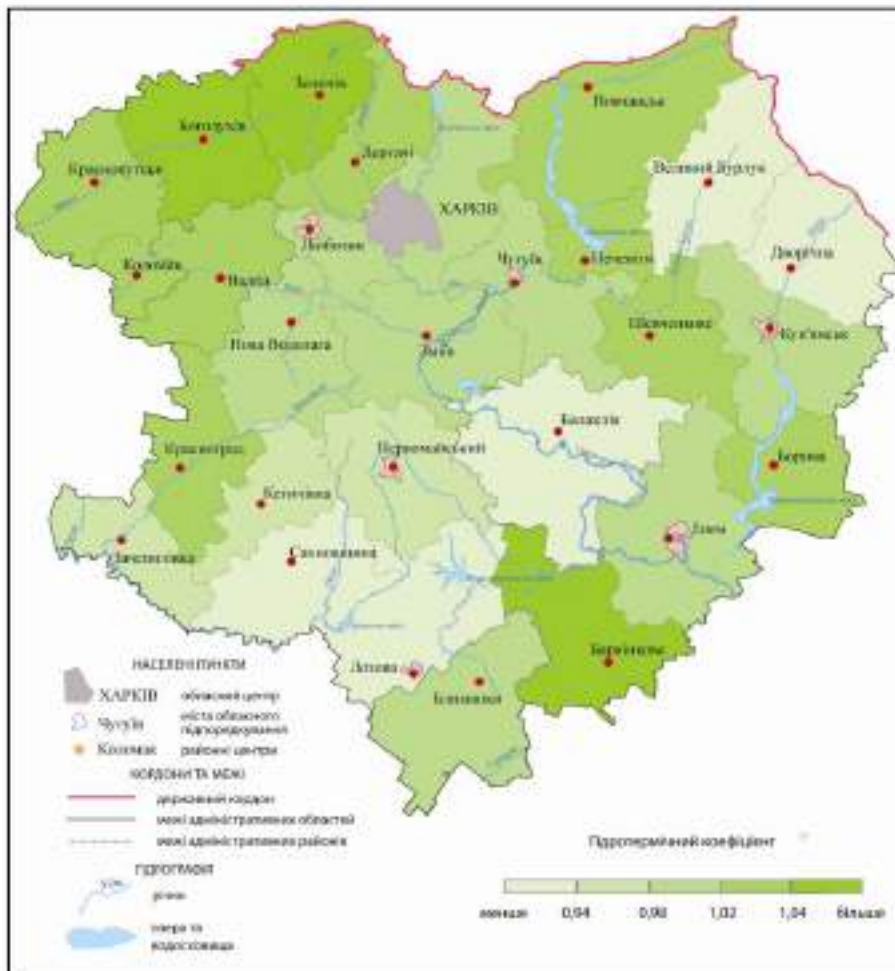 Золочів
Вовчанськ
Богодухів
Дергачі
Краснокутськ
Великий Бурлук
ХАРКІВ
Люботин
Дворічна
Чугуїв
Печеніги
Коломак
Валки
Шевченкове
Куп'янськ
Нова Водолага
Зміїв
Балаклія
Первомайський
Красноград
Борова
Кегичівка
Ізюм
Зачепилівка
Сахновщина
Барвінкове
Лозова
Близнюки
НАСЕЛЕНІ ПУНКТИ
ХАРКІВ обласний центр
Чугуїв міста обласного
підпорядкування
Коломак районні центри
КОРДОНИ ТА МЕЖІ
державний кордон
межі адміністративних областей
межі адміністративних районів
ГІДРОГРАФІЯ
річки
озера та
водосховища
Гідротермічний коефіцієнт
менше 0,94 0,98 1,02 1,04 більше